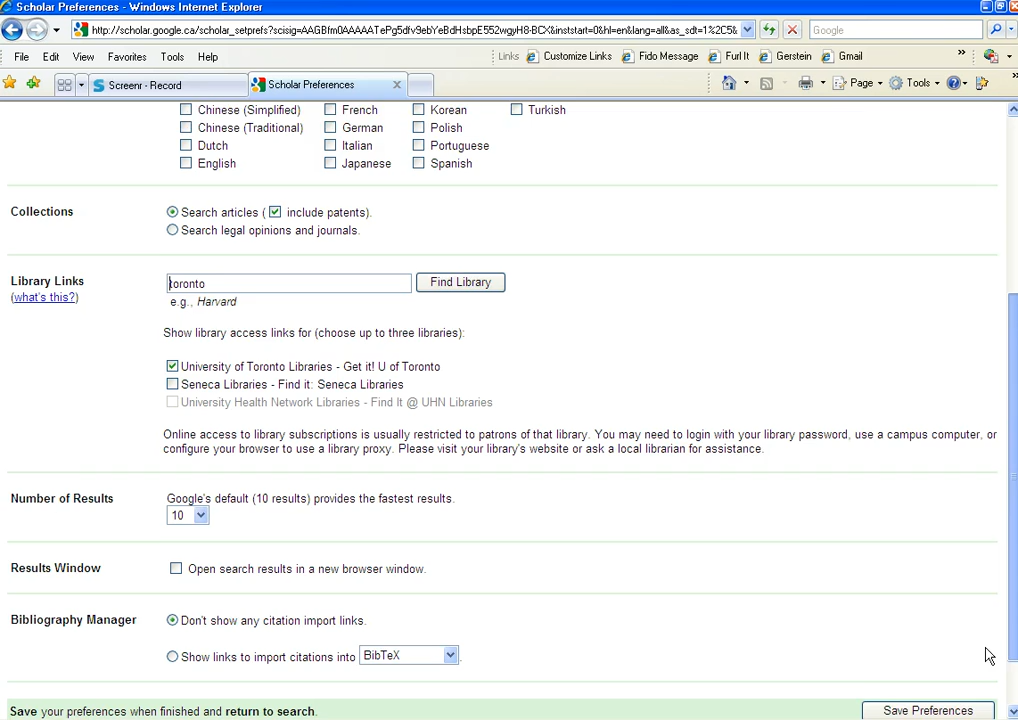 Scholar Preferences - Windows Internet Explorer
http://scholar.google.ca/scholar_setprefs?scisig=AAGBfm0AAAAATePg5dfv9ebYeBdHsbpE552wgyH8-BCX&inststart=0&hl=en&lang=all&as_sdt=1%2C5&
Google
File Edit View Favorites Tools Help
Links Customize Links Fido Message Furl It Gerstein Gmail
Screenr - Record
Scholar Preferences
Page Tools
Chinese (Simplified) French Korean Turkish
Chinese (Traditional) German Polish
Dutch Italian Portuguese
English Japanese Spanish
Collections
Search articles ( include patents).
Search legal opinions and journals.
Library Links
(what's this?)
toronto
Find Library
e.g., Harvard
Show library access links for (choose up to three libraries):
University of Toronto Libraries - Get it! U of Toronto
Seneca Libraries - Find it: Seneca Libraries
University Health Network Libraries - Find It @ UHN Libraries
Online access to library subscriptions is usually restricted to patrons of that library. You may need to login with your library password, use a campus computer, or
configure your browser to use a library proxy. Please visit your library's website or ask a local librarian for assistance.
Number of Results
Google's default (10 results) provides the fastest results.
10
Results Window
Open search results in a new browser window.
Bibliography Manager
Don't show any citation import links.
Show links to import citations into BibTeX .
Save your preferences when finished and return to search.
Save Preferences